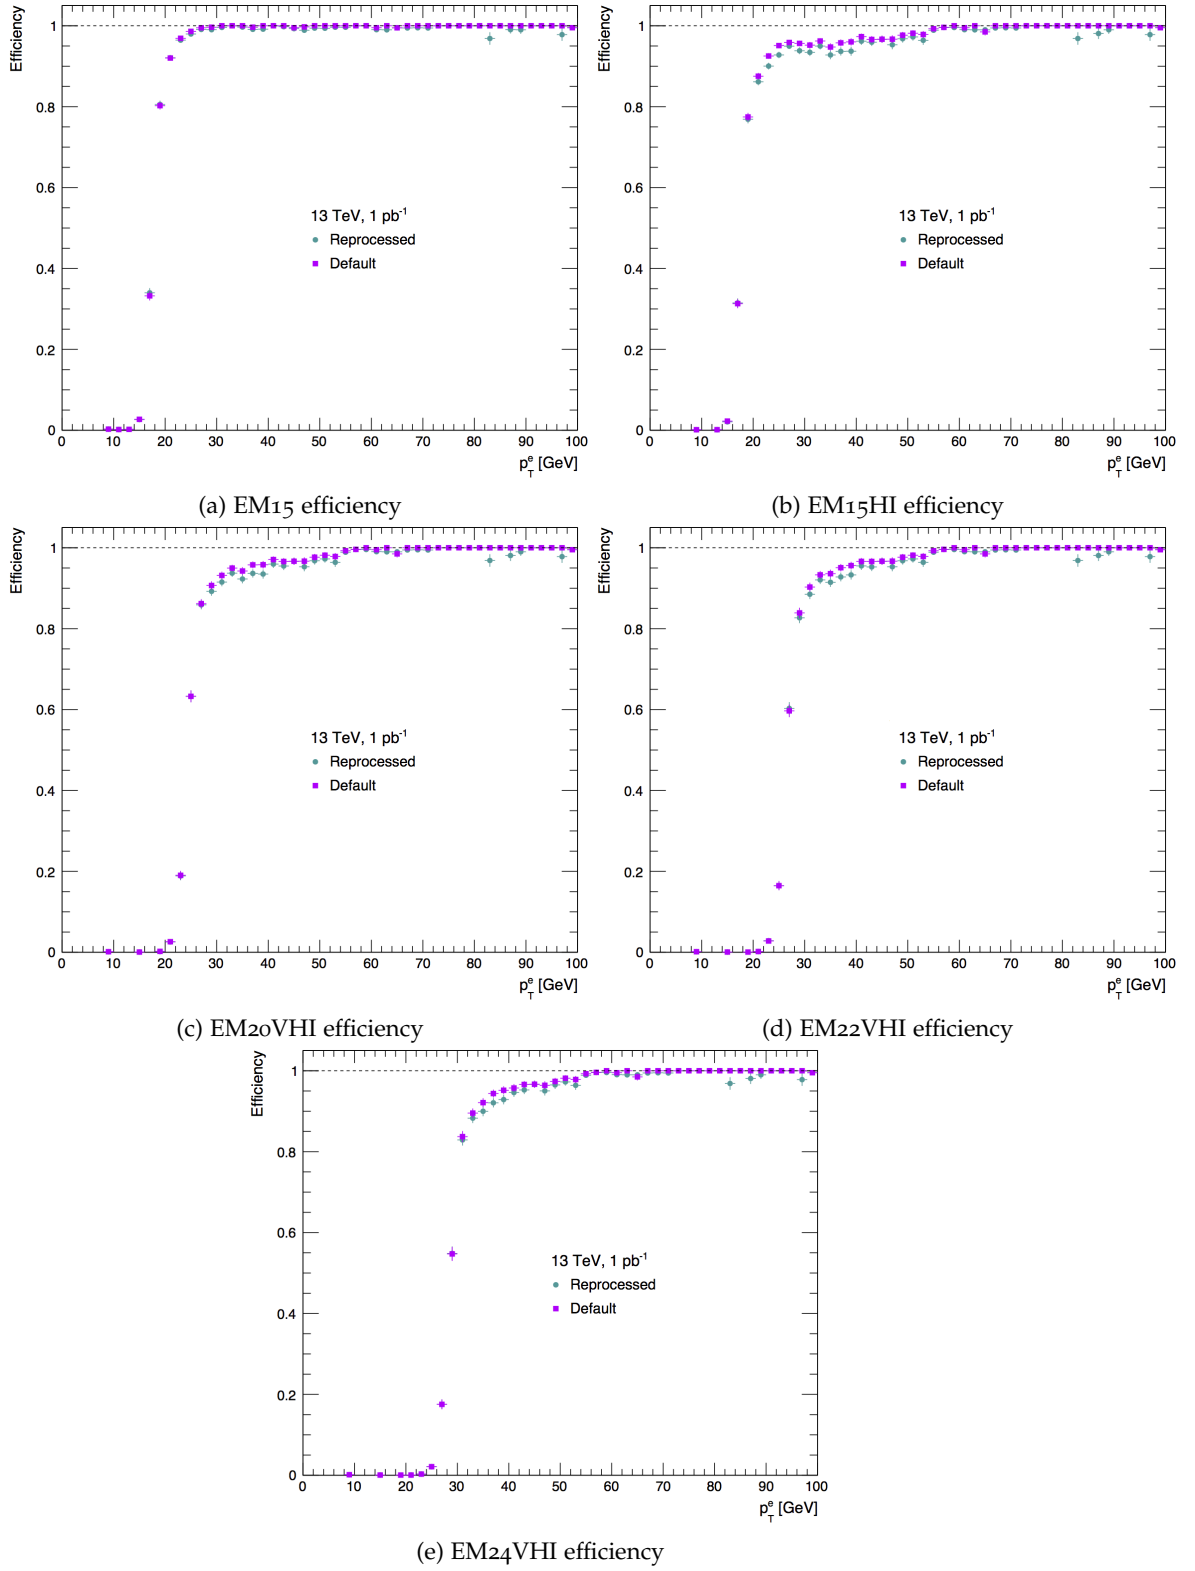 Efficiency
1
0.8
0.6
0.4
0.2
0
13 TeV, 1 pb⁻¹
Reprocessed
Default
0 10 20 30 40 50 60 70 80 90 100
p_T^e [GeV]
(a) EM15 efficiency
Efficiency
1
0.8
0.6
0.4
0.2
0
13 TeV, 1 pb⁻¹
Reprocessed
Default
0 10 20 30 40 50 60 70 80 90 100
p_T^e [GeV]
(b) EM15HI efficiency
Efficiency
1
0.8
0.6
0.4
0.2
0
13 TeV, 1 pb⁻¹
Reprocessed
Default
0 10 20 30 40 50 60 70 80 90 100
p_T^e [GeV]
(c) EM20VHI efficiency
Efficiency
1
0.8
0.6
0.4
0.2
0
13 TeV, 1 pb⁻¹
Reprocessed
Default
0 10 20 30 40 50 60 70 80 90 100
p_T^e [GeV]
(d) EM22VHI efficiency
Efficiency
1
0.8
0.6
0.4
0.2
0
13 TeV, 1 pb⁻¹
Reprocessed
Default
0 10 20 30 40 50 60 70 80 90 100
p_T^e [GeV]
(e) EM24VHI efficiency